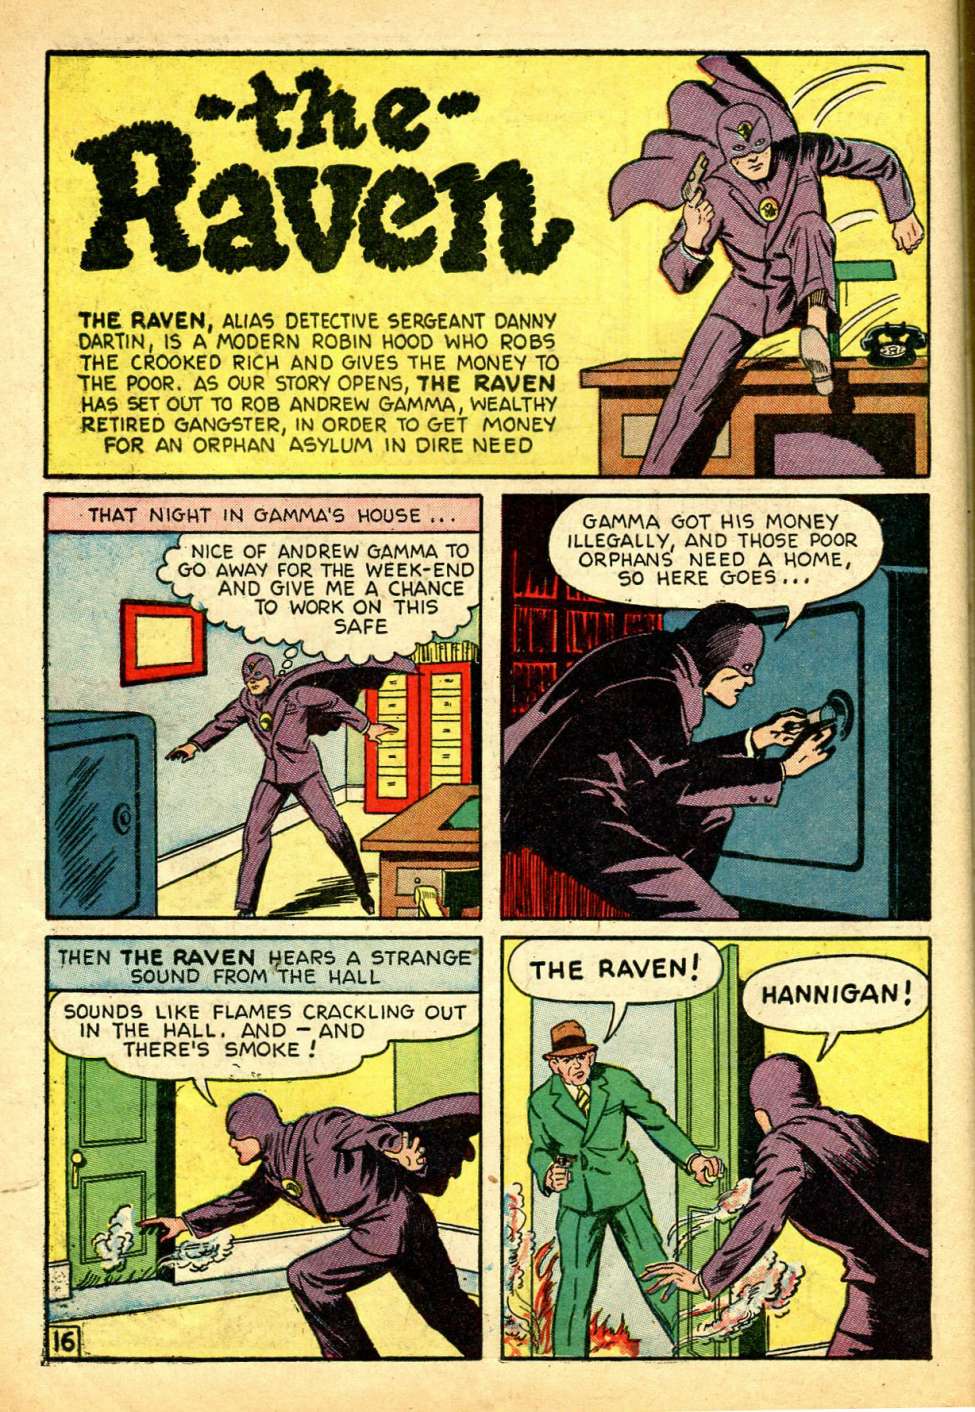 -the-
Raven
THE RAVEN, ALIAS DETECTIVE SERGEANT DANNY
DARTIN, IS A MODERN ROBIN HOOD WHO ROBS
THE CROOKED RICH AND GIVES THE MONEY TO
THE POOR. AS OUR STORY OPENS, THE RAVEN
HAS SET OUT TO ROB ANDREW GAMMA, WEALTHY
RETIRED GANGSTER, IN ORDER TO GET MONEY
FOR AN ORPHAN ASYLUM IN DIRE NEED
THAT NIGHT IN GAMMA'S HOUSE...
NICE OF ANDREW GAMMA TO
GO AWAY FOR THE WEEK-END
AND GIVE ME A CHANCE
TO WORK ON THIS
SAFE
GAMMA GOT HIS MONEY
ILLEGALLY, AND THOSE POOR
ORPHANS NEED A HOME,
SO HERE GOES...
THEN THE RAVEN HEARS A STRANGE
SOUND FROM THE HALL
SOUNDS LIKE FLAMES CRACKLING OUT
IN THE HALL. AND - AND
THERE'S SMOKE!
THE RAVEN!
HANNIGAN!
16